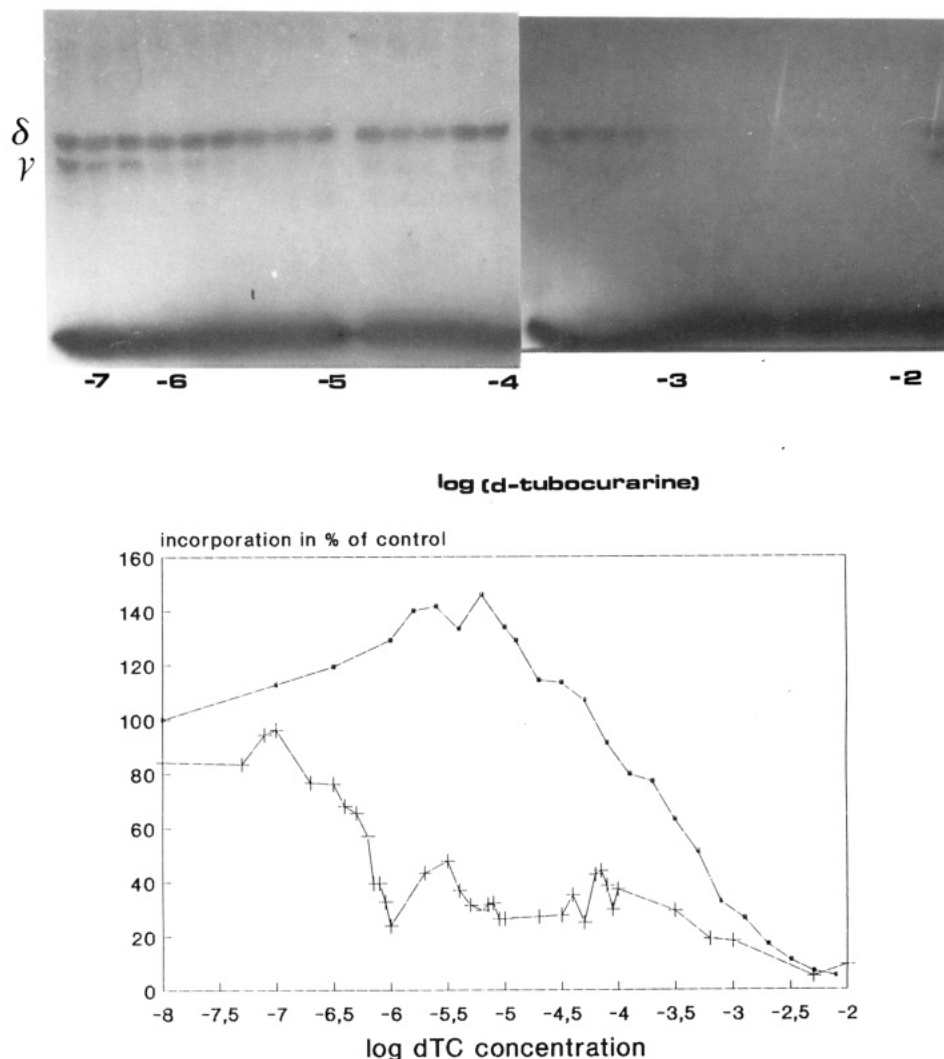 δ
γ
-7 -6 -5 -4 -3 -2
log (d-tubocurarine)
incorporation in % of control
160
140
120
100
80
60
40
20
0
-8 -7,5 -7 -6,5 -6 -5,5 -5 -4,5 -4 -3,5 -3 -2,5 -2
log dTC concentration